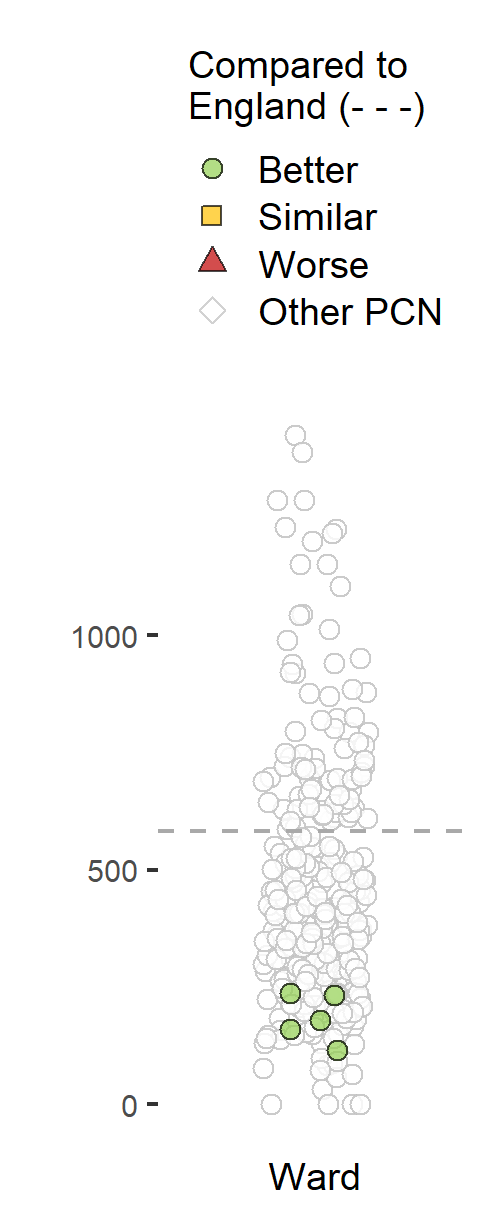 Compared to
England (- - -)
Better
Similar
Worse
Other PCN
1000
500
0
Ward